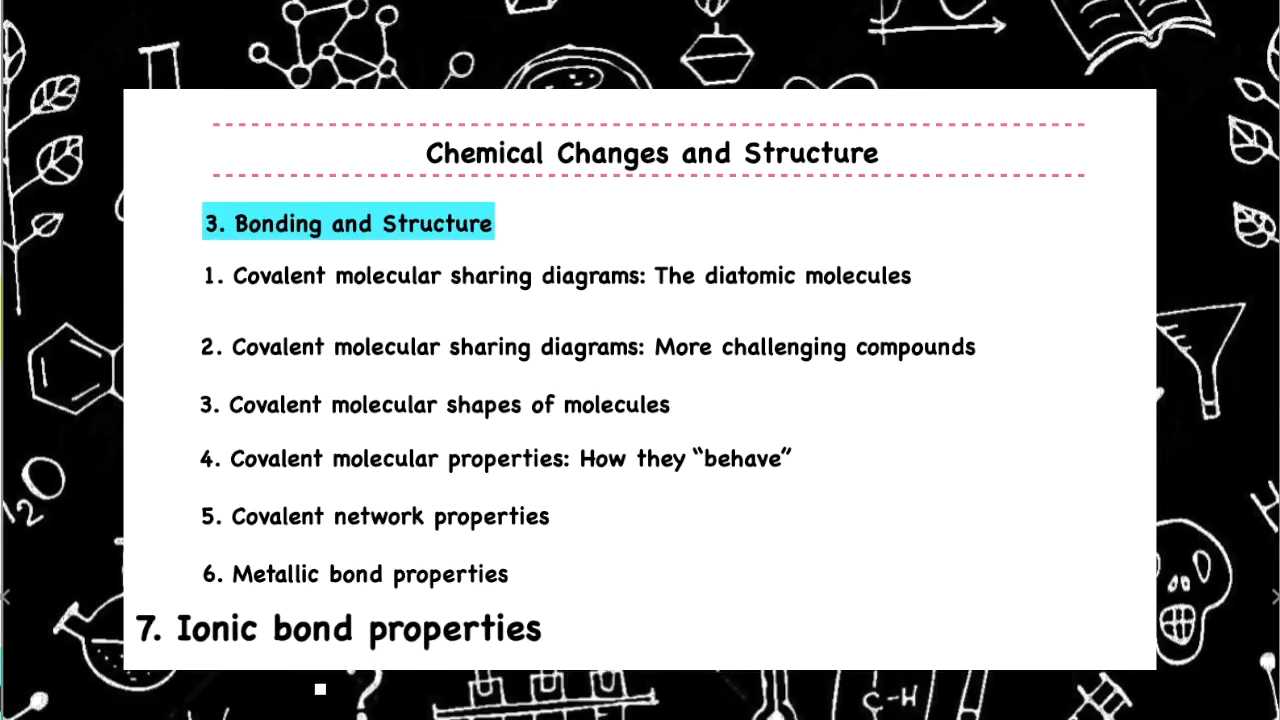 Chemical Changes and Structure
3. Bonding and Structure
1. Covalent molecular sharing diagrams: The diatomic molecules
2. Covalent molecular sharing diagrams: More challenging compounds
3. Covalent molecular shapes of molecules
4. Covalent molecular properties: How they “behave”
5. Covalent network properties
6. Metallic bond properties
7. Ionic bond properties
2O
H
C-H